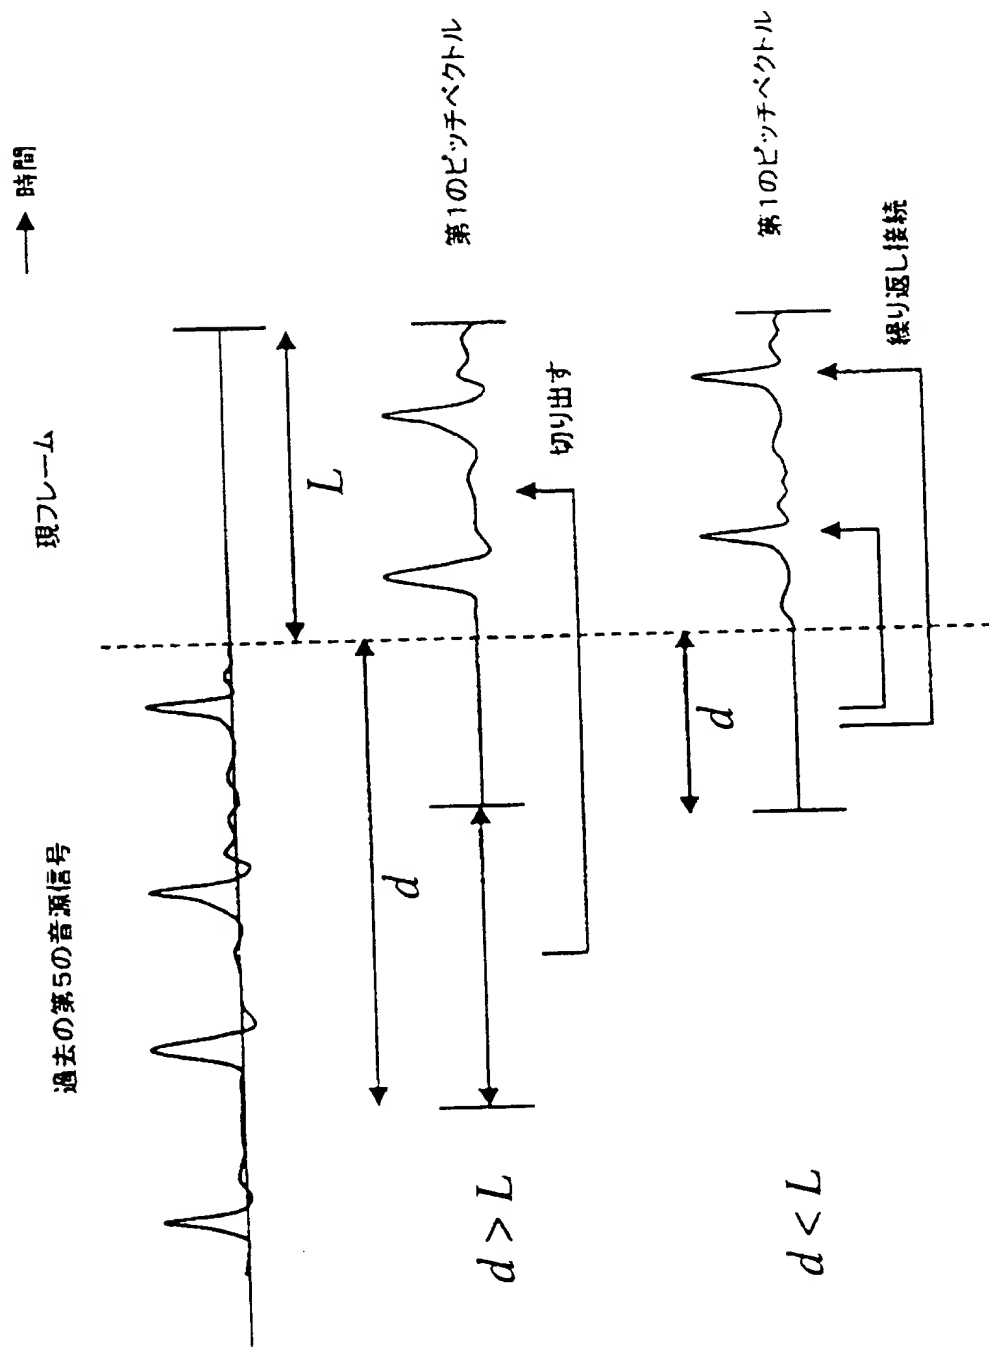 時間
過去の第5の音源信号
現フレーム
L
d
d > L
切り出す
第1のピッチベクトル
d
d < L
繰り返し接続
第1のピッチベクトル